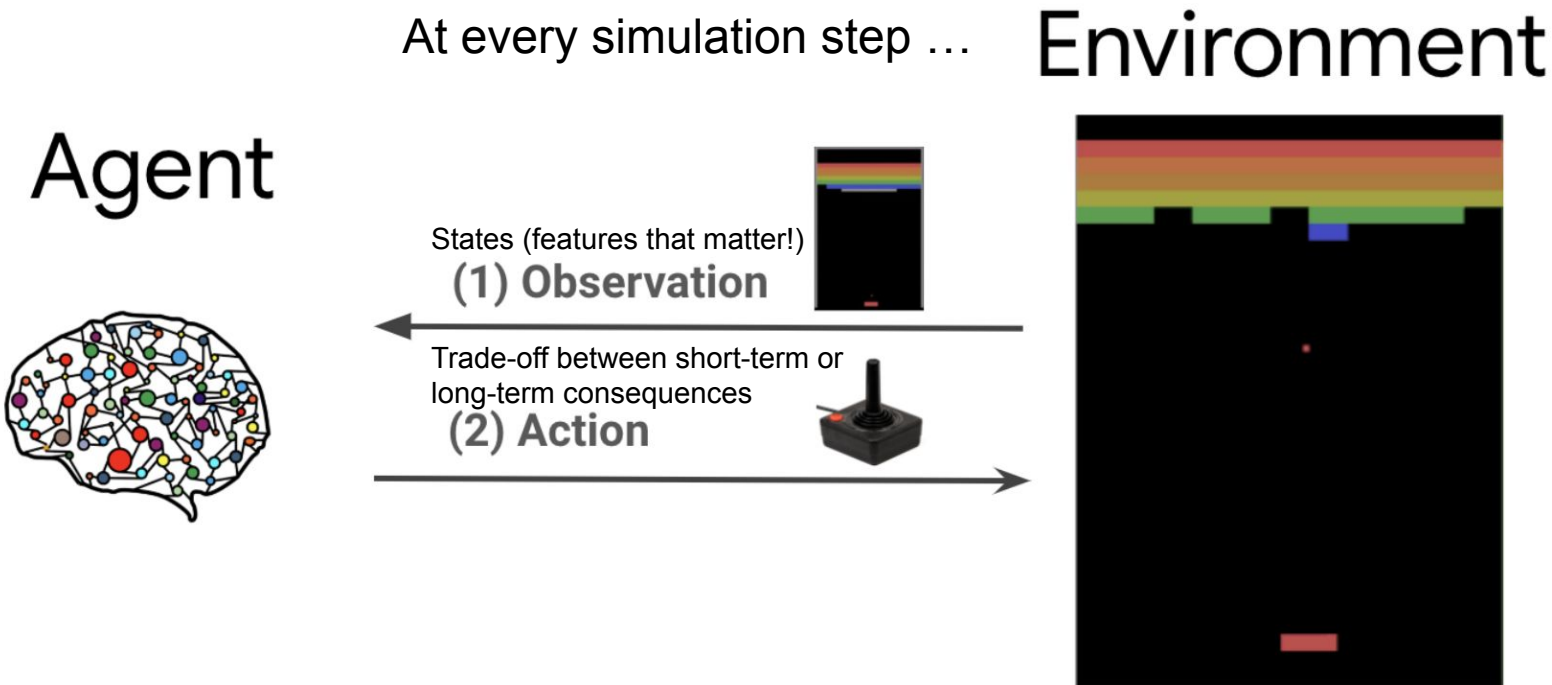 At every simulation step …
Environment
Agent
States (features that matter!)
(1) Observation
Trade-off between short-term or
long-term consequences
(2) Action